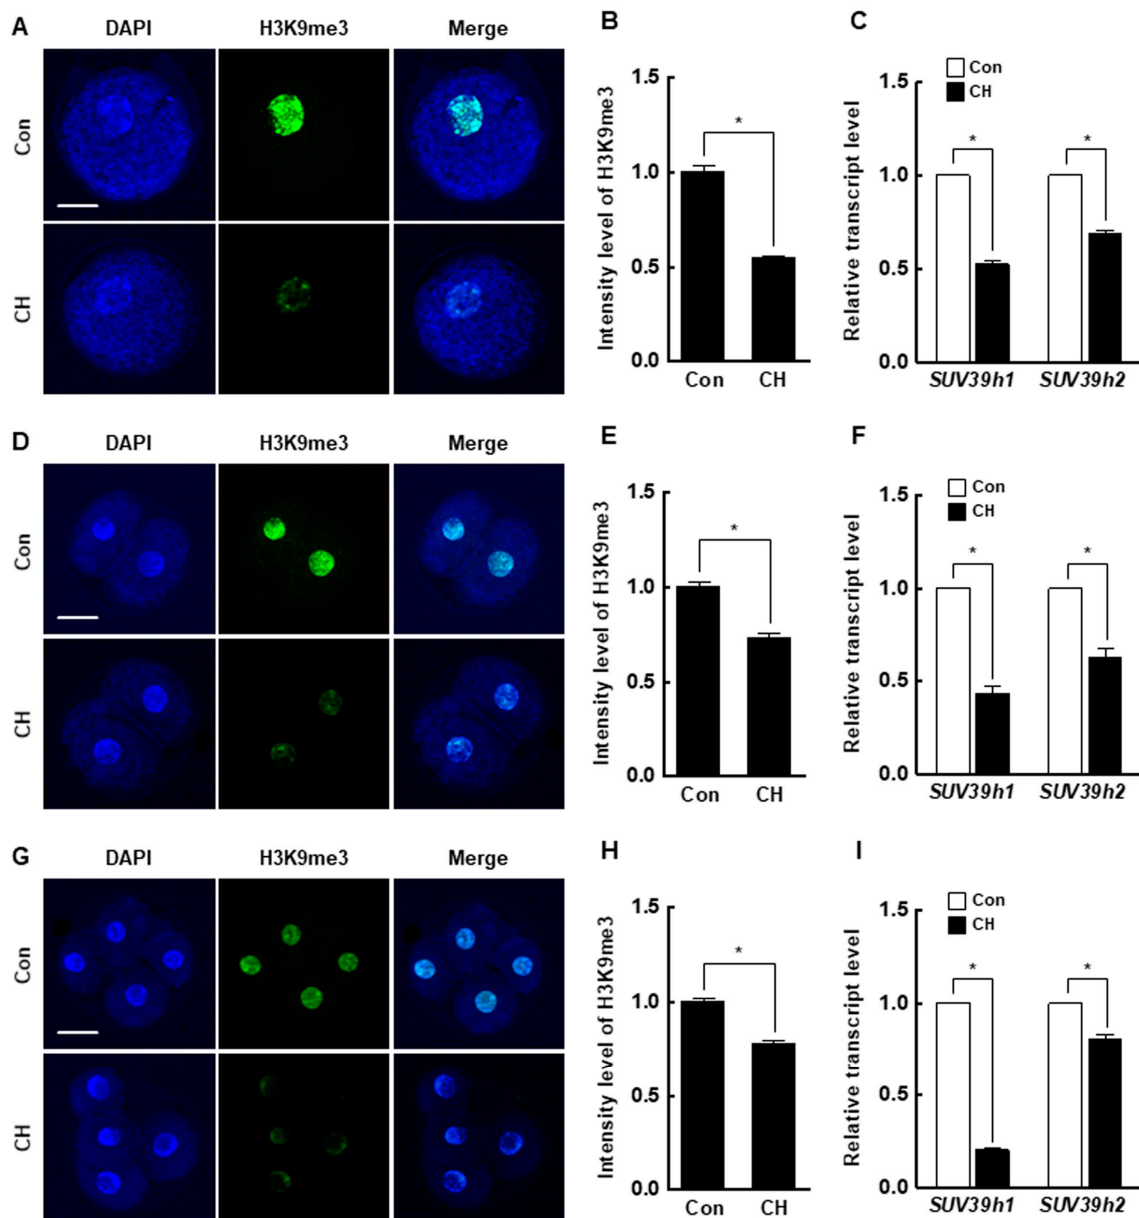 A
DAPI
H3K9me3
Merge
Con
CH
B
Intensity level of H3K9me3
1.5
1.0
0.5
0.0
*
Con
CH
C
Relative transcript level
1.5
1.0
0.5
0.0
Con
CH
*
*
SUV39h1
SUV39h2
D
DAPI
H3K9me3
Merge
Con
CH
E
Intensity level of H3K9me3
1.5
1.0
0.5
0.0
*
Con
CH
F
Relative transcript level
1.5
1.0
0.5
0.0
Con
CH
*
*
SUV39h1
SUV39h2
G
DAPI
H3K9me3
Merge
Con
CH
H
Intensity level of H3K9me3
1.5
1.0
0.5
0.0
*
Con
CH
I
Relative transcript level
1.5
1.0
0.5
0.0
Con
CH
*
*
SUV39h1
SUV39h2